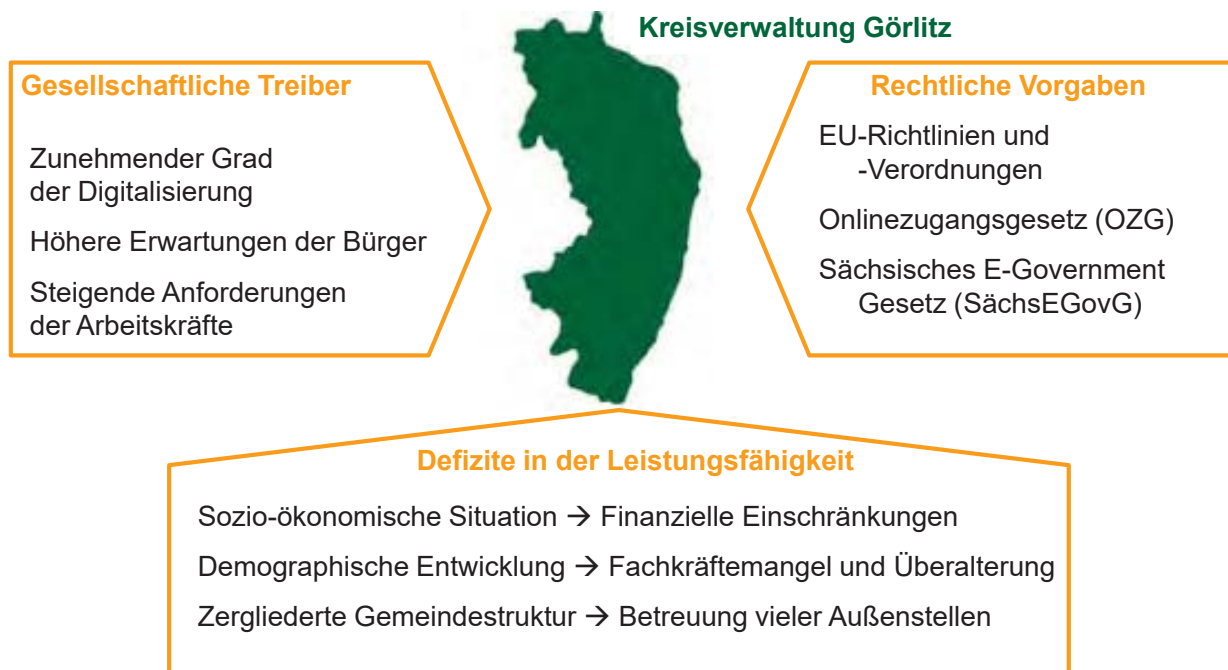 Kreisverwaltung Görlitz
Gesellschaftliche Treiber
Zunehmender Grad
der Digitalisierung
Höhere Erwartungen der Bürger
Steigende Anforderungen
der Arbeitskräfte
Rechtliche Vorgaben
EU-Richtlinien und
-Verordnungen
Onlinezugangsgesetz (OZG)
Sächsisches E-Government
Gesetz (SächsEGovG)
Defizite in der Leistungsfähigkeit
Sozio-ökonomische Situation → Finanzielle Einschränkungen
Demographische Entwicklung → Fachkräftemangel und Überalterung
Zergliederte Gemeindestruktur → Betreuung vieler Außenstellen